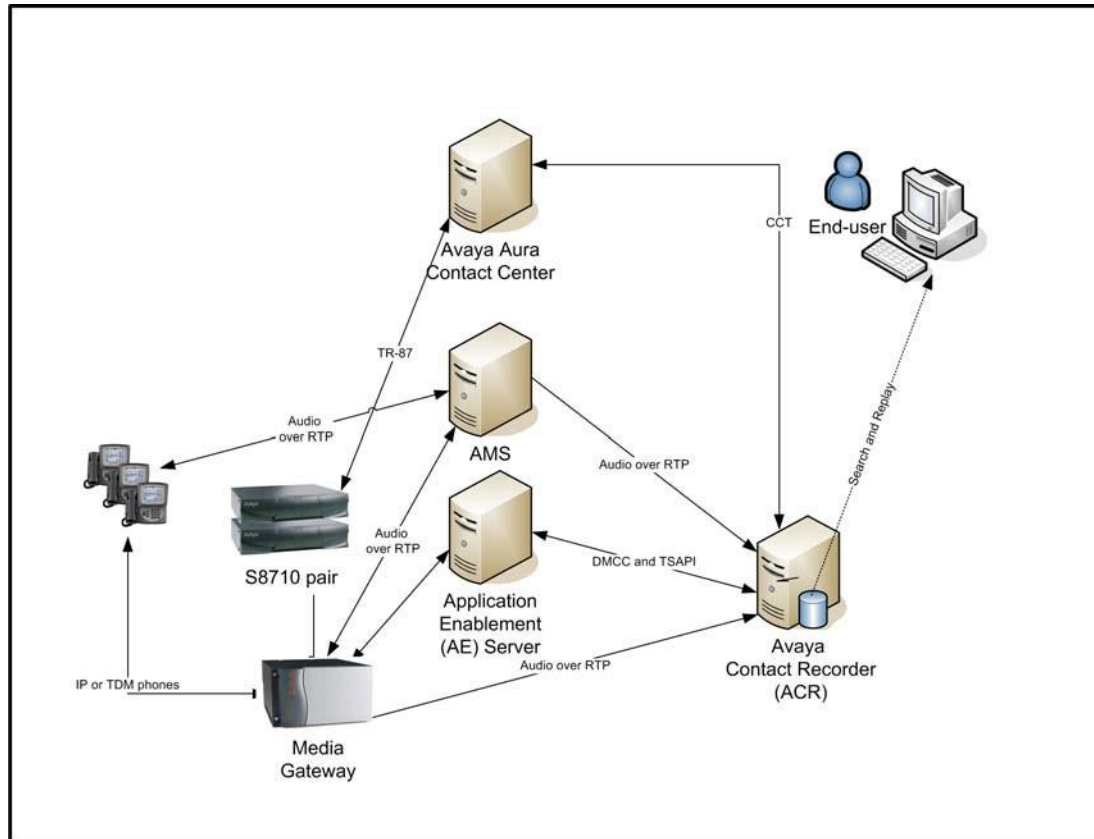 Avaya Aura
Contact Center
CCT
End-user
TR-87
Audio
over RTP
AMS
Audio over RTP
Search and Replay
S8710 pair
Audio
over RTP
DMCC and TSAPI
Application
Enablement
(AE) Server
Avaya
Contact Recorder
(ACR)
Audio over RTP
IP or TDM phones
Media
Gateway